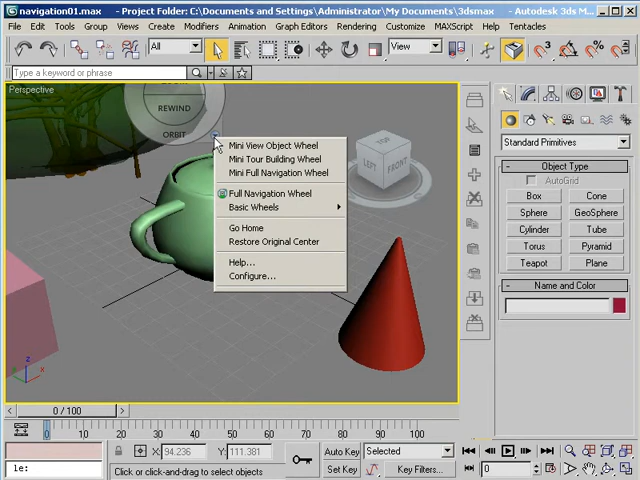 navigation01.max - Project Folder: C:\Documents and Settings\Administrator\My Documents\3dsmax - Autodesk 3ds M...
File Edit Tools Group Views Create Modifiers Animation Graph Editors Rendering Customize MAXScript Help Tentacles
All View
Type a keyword or phrase
Perspective
REWIND
ORBIT
Mini View Object Wheel
Mini Tour Building Wheel
Mini Full Navigation Wheel
Full Navigation Wheel
Basic Wheels
Go Home
Restore Original Center
Help...
Configure...
TOP
LEFT FRONT
Standard Primitives
Object Type
AutoGrid
Box Cone
Sphere GeoSphere
Cylinder Tube
Torus Pyramid
Teapot Plane
Name and Color
z
x
0 / 100
0 10 20 30 40 50 60 70 80 90 100
X: 94.236 Y: 111.381
Auto Key Selected
1e: Click or click-and-drag to select objects
Set Key Key Filters... 0